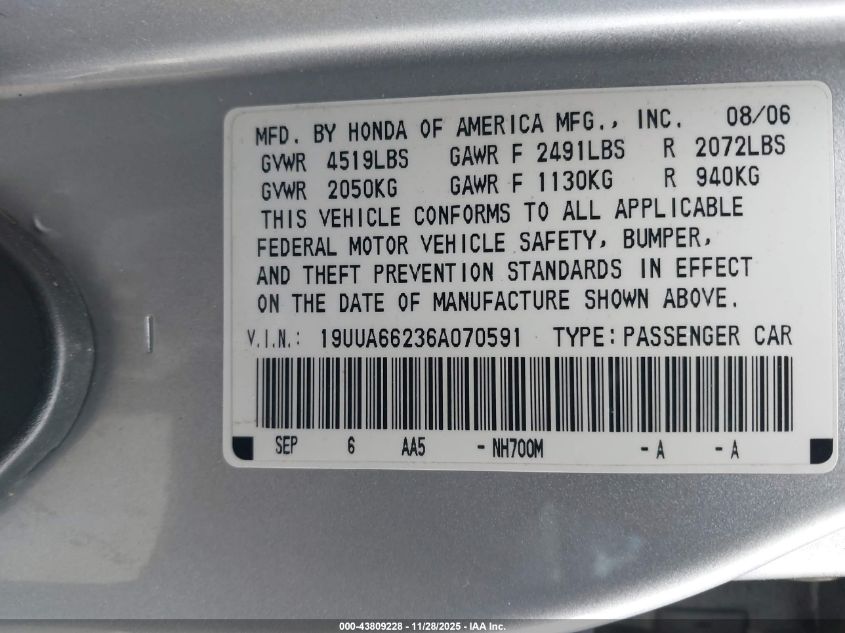 MFD. BY HONDA OF AMERICA MFG., INC. 08/06
GVWR 4519LBS GAWR F 2491LBS R 2072LBS
GVWR 2050KG GAWR F 1130KG R 940KG
THIS VEHICLE CONFORMS TO ALL APPLICABLE
FEDERAL MOTOR VEHICLE SAFETY, BUMPER,
AND THEFT PREVENTION STANDARDS IN EFFECT
ON THE DATE OF MANUFACTURE SHOWN ABOVE.
V.I.N.: 19UUA66236A070591 TYPE: PASSENGER CAR
SEP 6 AA5 - NH700M - A - A
000-43809228 - 11/28/2025 - IAA Inc.